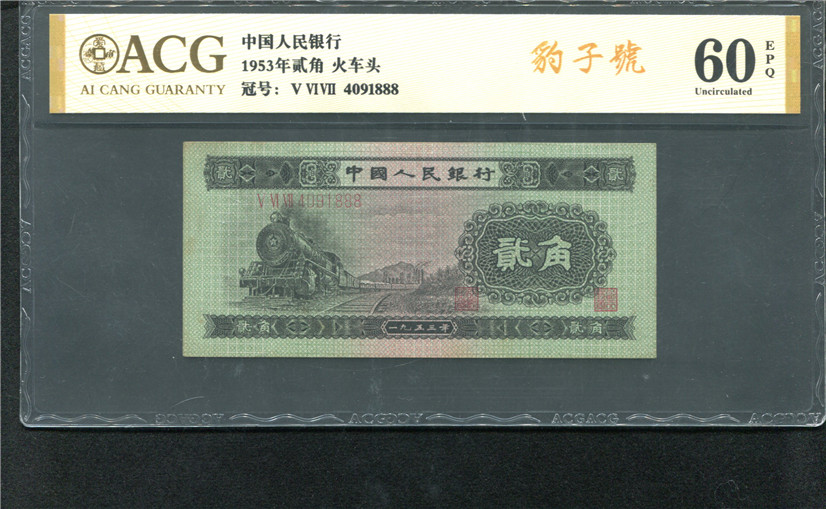 ACG
AI CANG GUARANTY
中国人民银行
1953年贰角 火车头
冠号: V VI VII 4091888
豹子號
60
EPQ
Uncirculated
中國人民銀行
V VI VII 4091888
貳角
貳角
一九五三年
貳角